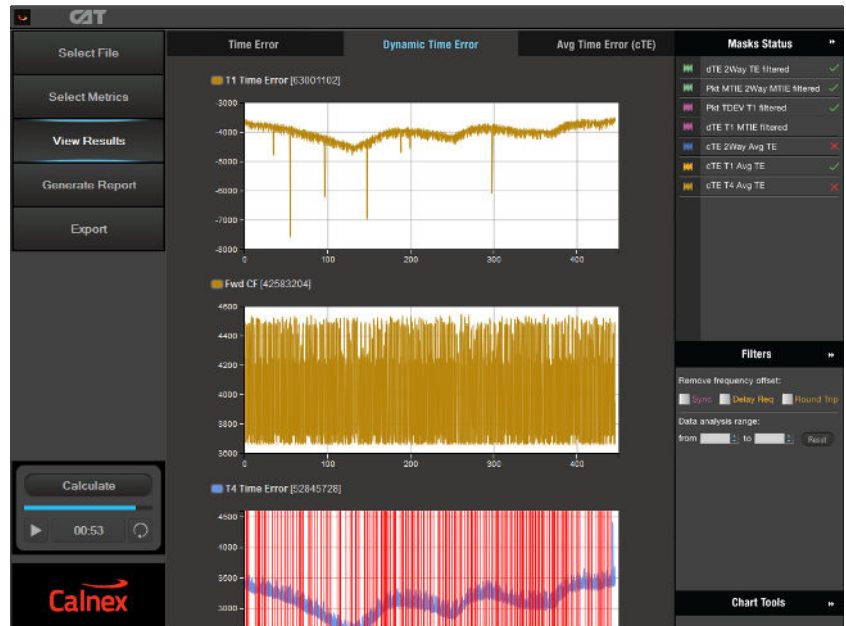 CAT
Select File
Select Metrics
View Results
Generate Report
Export
Calculate
00:53
Calnex
Time Error
Dynamic Time Error
Avg Time Error (cTE)
T1 Time Error [63001102]
-3000
-4000
-5000
-6000
-7000
-8000
0 100 200 300 400
Fwd CF [42583204]
4600
4400
4200
4000
3800
3600
0 100 200 300 400
T4 Time Error [52845728]
4500
4000
3500
3000
Masks Status
dTE 2Way TE filtered
Pkt MTIE 2Way MTIE filtered
Pkt TDEV T1 filtered
dTE T1 MTIE filtered
cTE 2Way Avg TE
cTE T1 Avg TE
cTE T4 Avg TE
Filters
Remove frequency offset:
Sync Delay Req Round Trip
Data analysis range:
from to Reset
Chart Tools